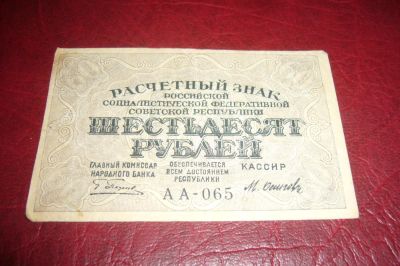 РАСЧЕТНЫЙ ЗНАК
РОССИЙСКОЙ
СОЦИАЛИСТИЧЕСКОЙ ФЕДЕРАТИВНОЙ
СОВЕТСКОЙ РЕСПУБЛИКИ
ШЕСТЬДЕСЯТ
РУБЛЕЙ
ГЛАВНЫЙ КОМИССАР
НАРОДНОГО БАНКА
ОБЕСПЕЧИВАЕТСЯ
ВСЕМ ДОСТОЯНИЕМ
РЕСПУБЛИКИ
КАССИР
АА-065
М. Осипов